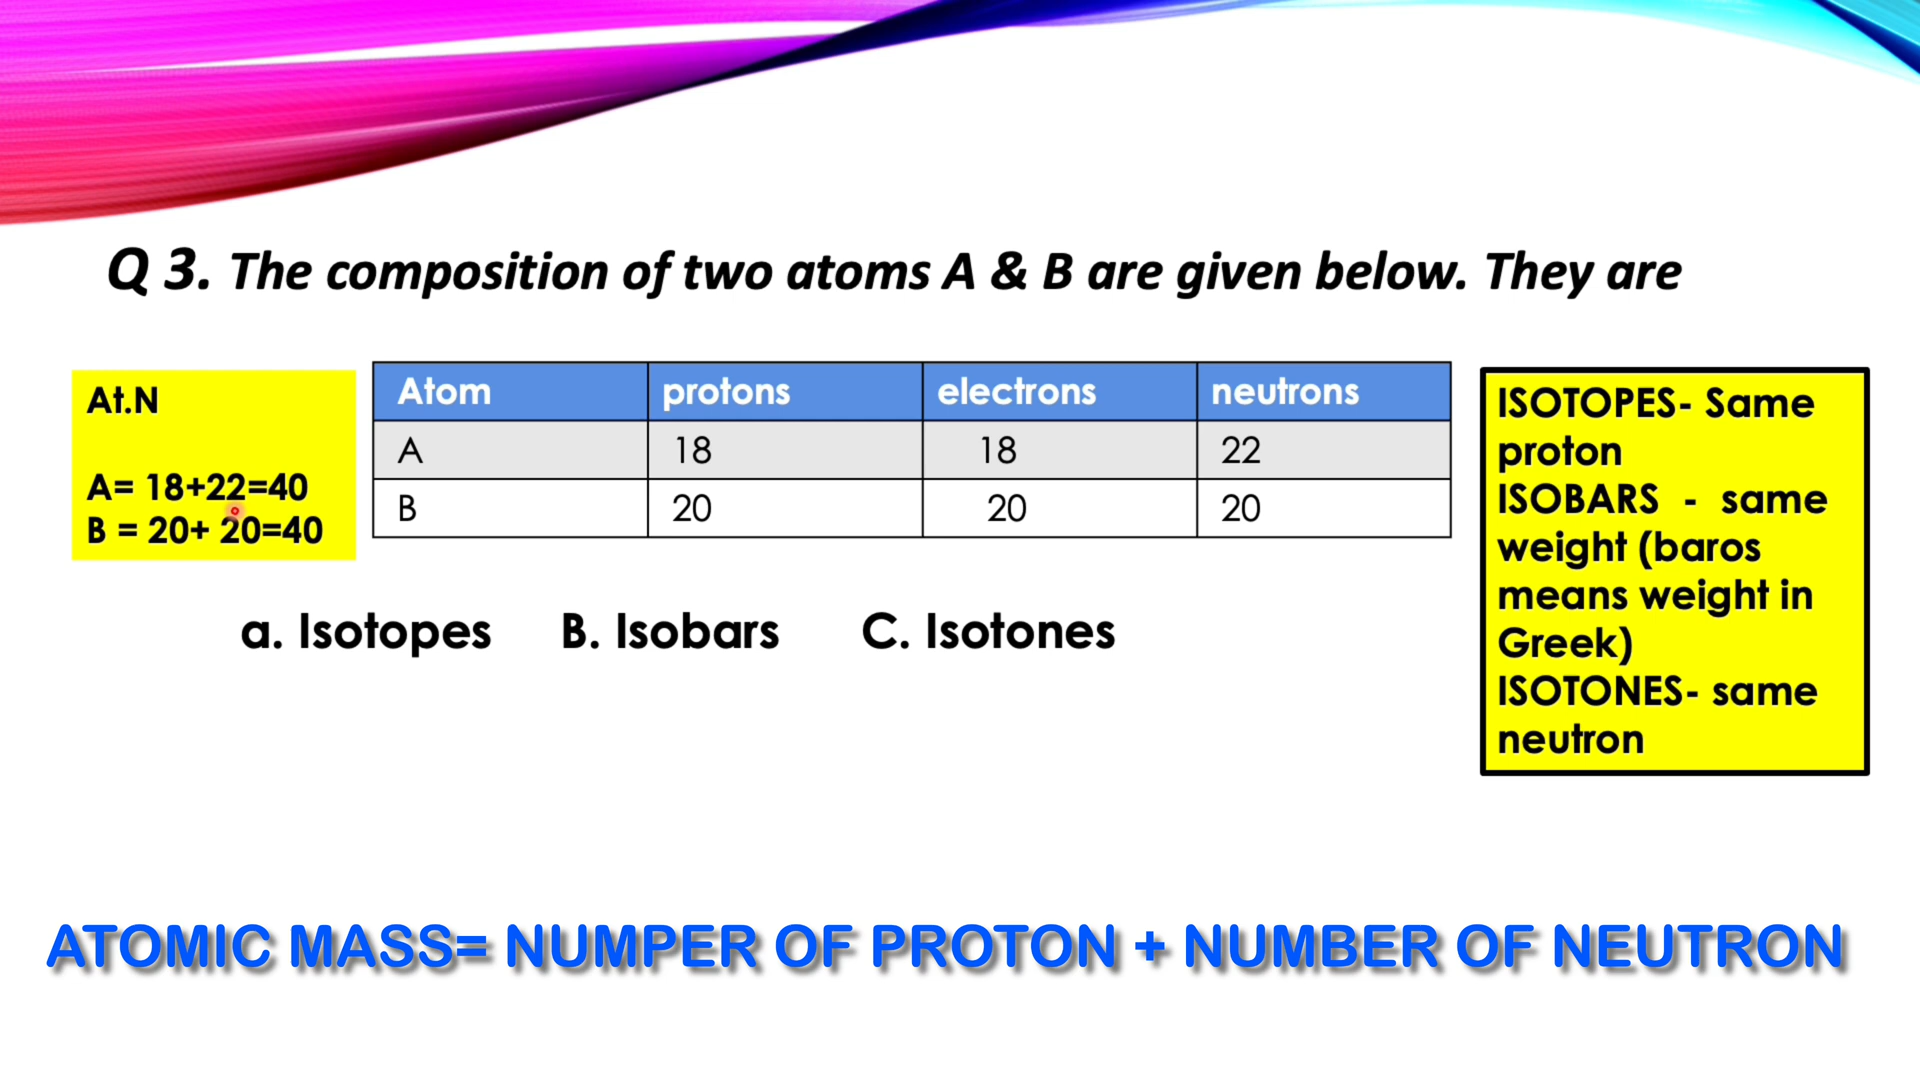 Q 3. The composition of two atoms A & B are given below. They are
At.N
A= 18+22=40
B = 20+ 20=40
Atom protons electrons neutrons
A 18 18 22
B 20 20 20
ISOTOPES- Same
proton
ISOBARS - same
weight (baros
means weight in
Greek)
ISOTONES- same
neutron
a. Isotopes B. Isobars C. Isotones
ATOMIC MASS= NUMPER OF PROTON + NUMBER OF NEUTRON